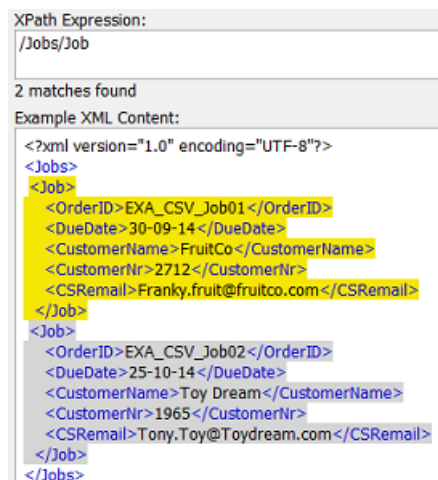 XPath Expression:
/Jobs/Job
2 matches found
Example XML Content:
<?xml version="1.0" encoding="UTF-8"?>
<Jobs>
<Job>
<OrderID>EXA_CSV_Job01</OrderID>
<DueDate>30-09-14</DueDate>
<CustomerName>FruitCo</CustomerName>
<CustomerNr>2712</CustomerNr>
<CSRemail>Franky.fruit@fruitco.com</CSRemail>
</Job>
<Job>
<OrderID>EXA_CSV_Job02</OrderID>
<DueDate>25-10-14</DueDate>
<CustomerName>Toy Dream</CustomerName>
<CustomerNr>1965</CustomerNr>
<CSRemail>Tony.Toy@Toydream.com</CSRemail>
</Job>
</Jobs>